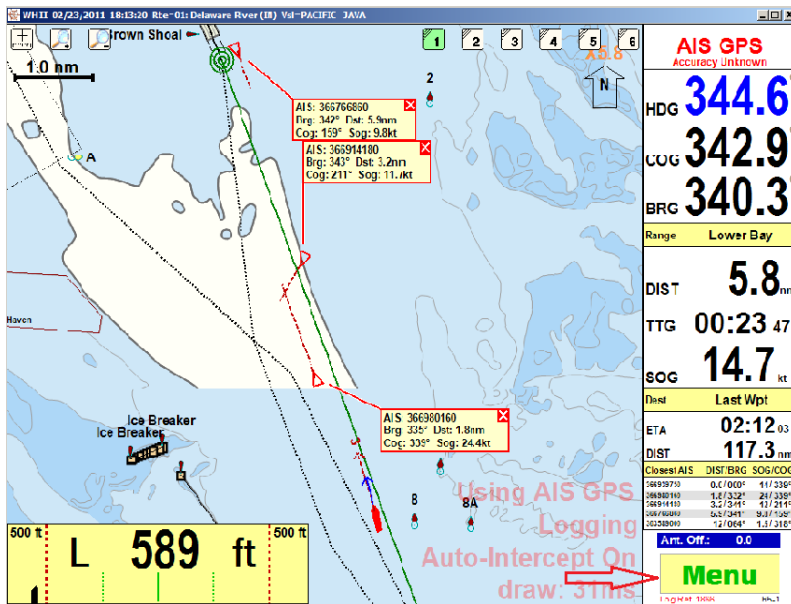 WHII 02/23,2011 18:13:20 Rte-01: Delaware River (IB) Vsl-PACIFIC JAVA
Brown Shoal
1 2 3 4 5 6
1.0 nm
X5.8
N
2
A
AIS: 366766860
Brg: 342° Dst: 5.9nm
Cog: 159° Sog: 9.8kt
AIS: 366914180
Brg: 343° Dst: 3.2nm
Cog: 211° Sog: 11.7kt
Haven
AIS 366980160
Brg: 335° Dst: 1.8nm
Cog: 339° Sog: 24.4kt
Ice Breaker
Ice Breaker
8
8A
Using AIS GPS
Logging
Auto-Intercept On
draw: 31ms
500 ft
L 589 ft
500 ft
AIS GPS
Accuracy Unknown
HDG 344.6°
COG 342.9°
BRG 340.3°
Range Lower Bay
DIST 5.8nm
TTG 00:23 47
SOG 14.7 kt
Dest Last Wpt
ETA 02:12 03
DIST 117.3 nm
Closest AIS DIST/BRG SOG/COG
Ant. Off.: 0.0
Menu